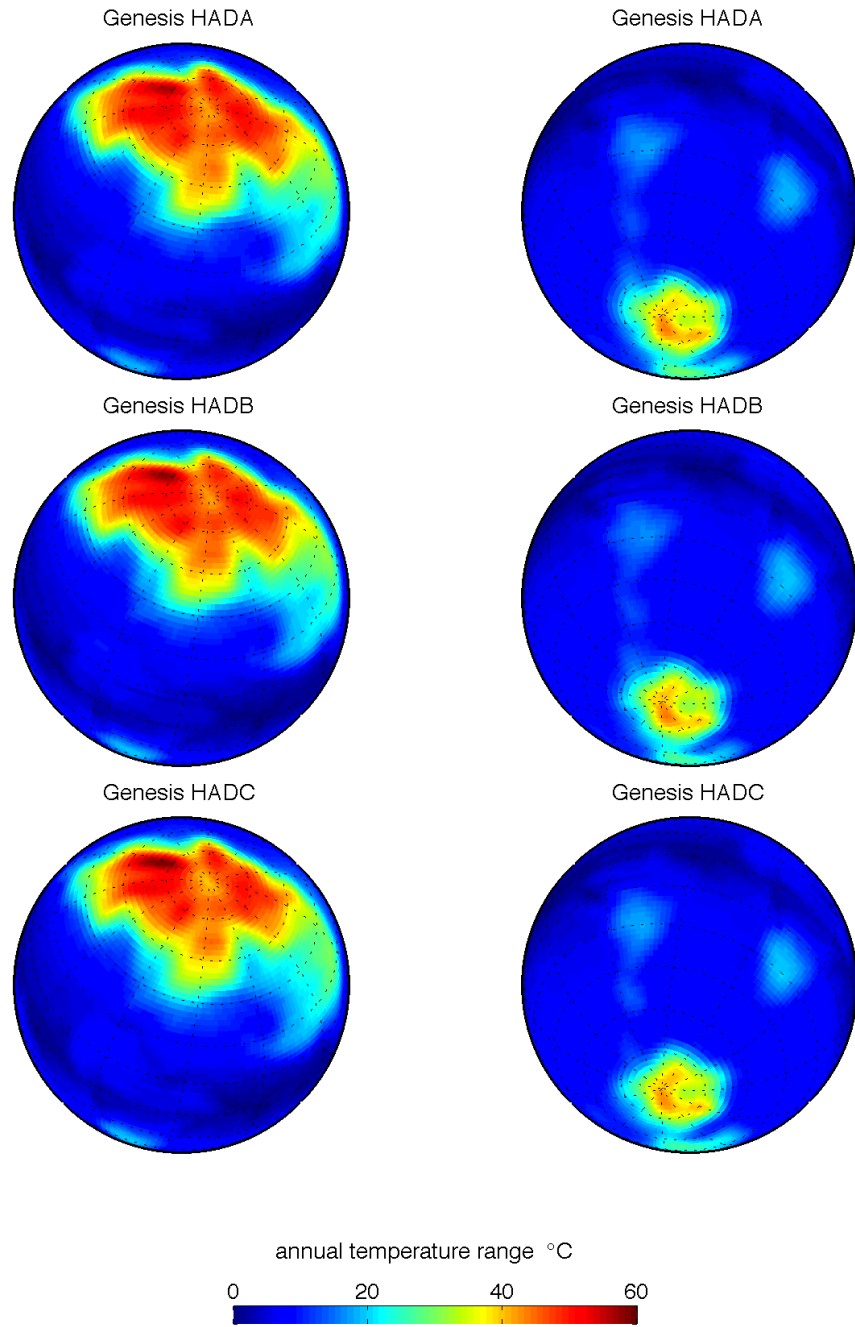 Genesis HADA
Genesis HADA
Genesis HADB
Genesis HADB
Genesis HADC
Genesis HADC
annual temperature range °C
0 20 40 60